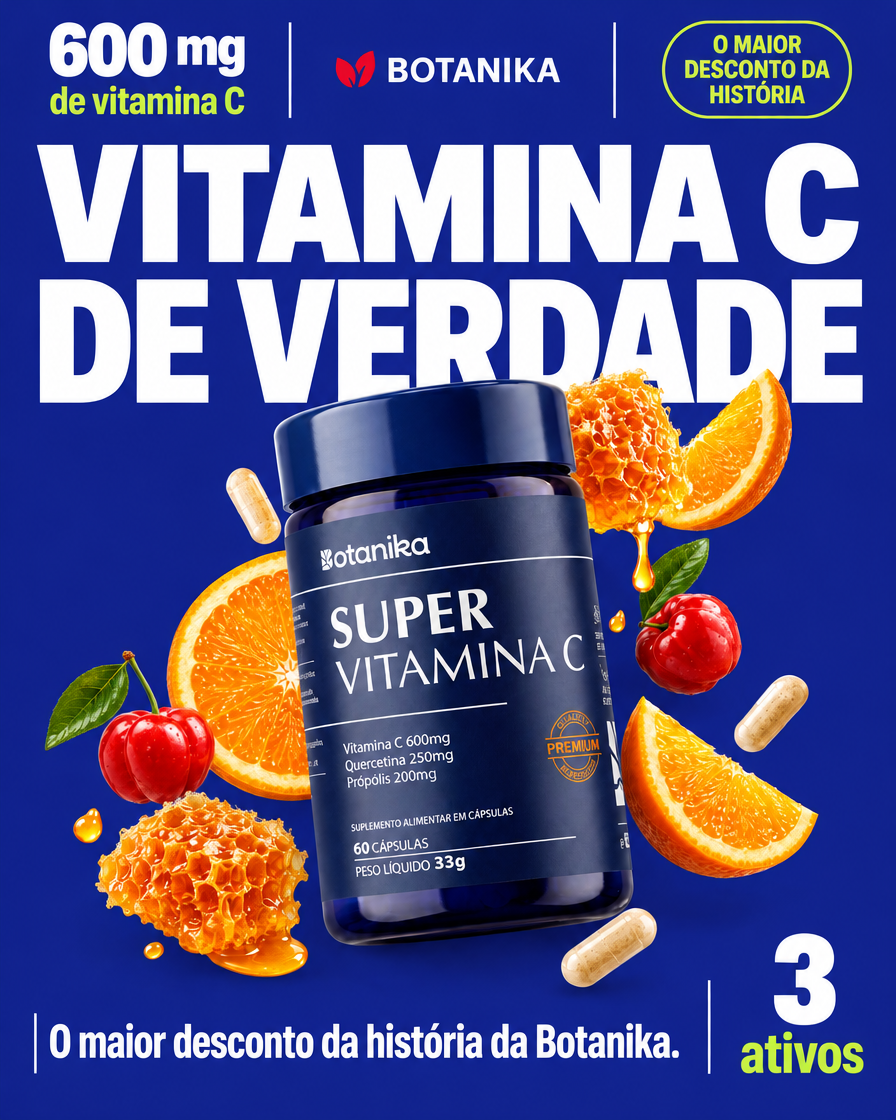 600 mg
de vitamina C
BOTANIKA
O MAIOR
DESCONTO DA
HISTÓRIA
VITAMINA C
DE VERDADE
Botanika
SUPER
VITAMINA C
Vitamina C 600mg
Quercetina 250mg
Própolis 200mg
PREMIUM
SUPLEMENTO ALIMENTAR EM CÁPSULAS
60 CÁPSULAS
PESO LÍQUIDO 33g
O maior desconto da história da Botanika.
3
ativos